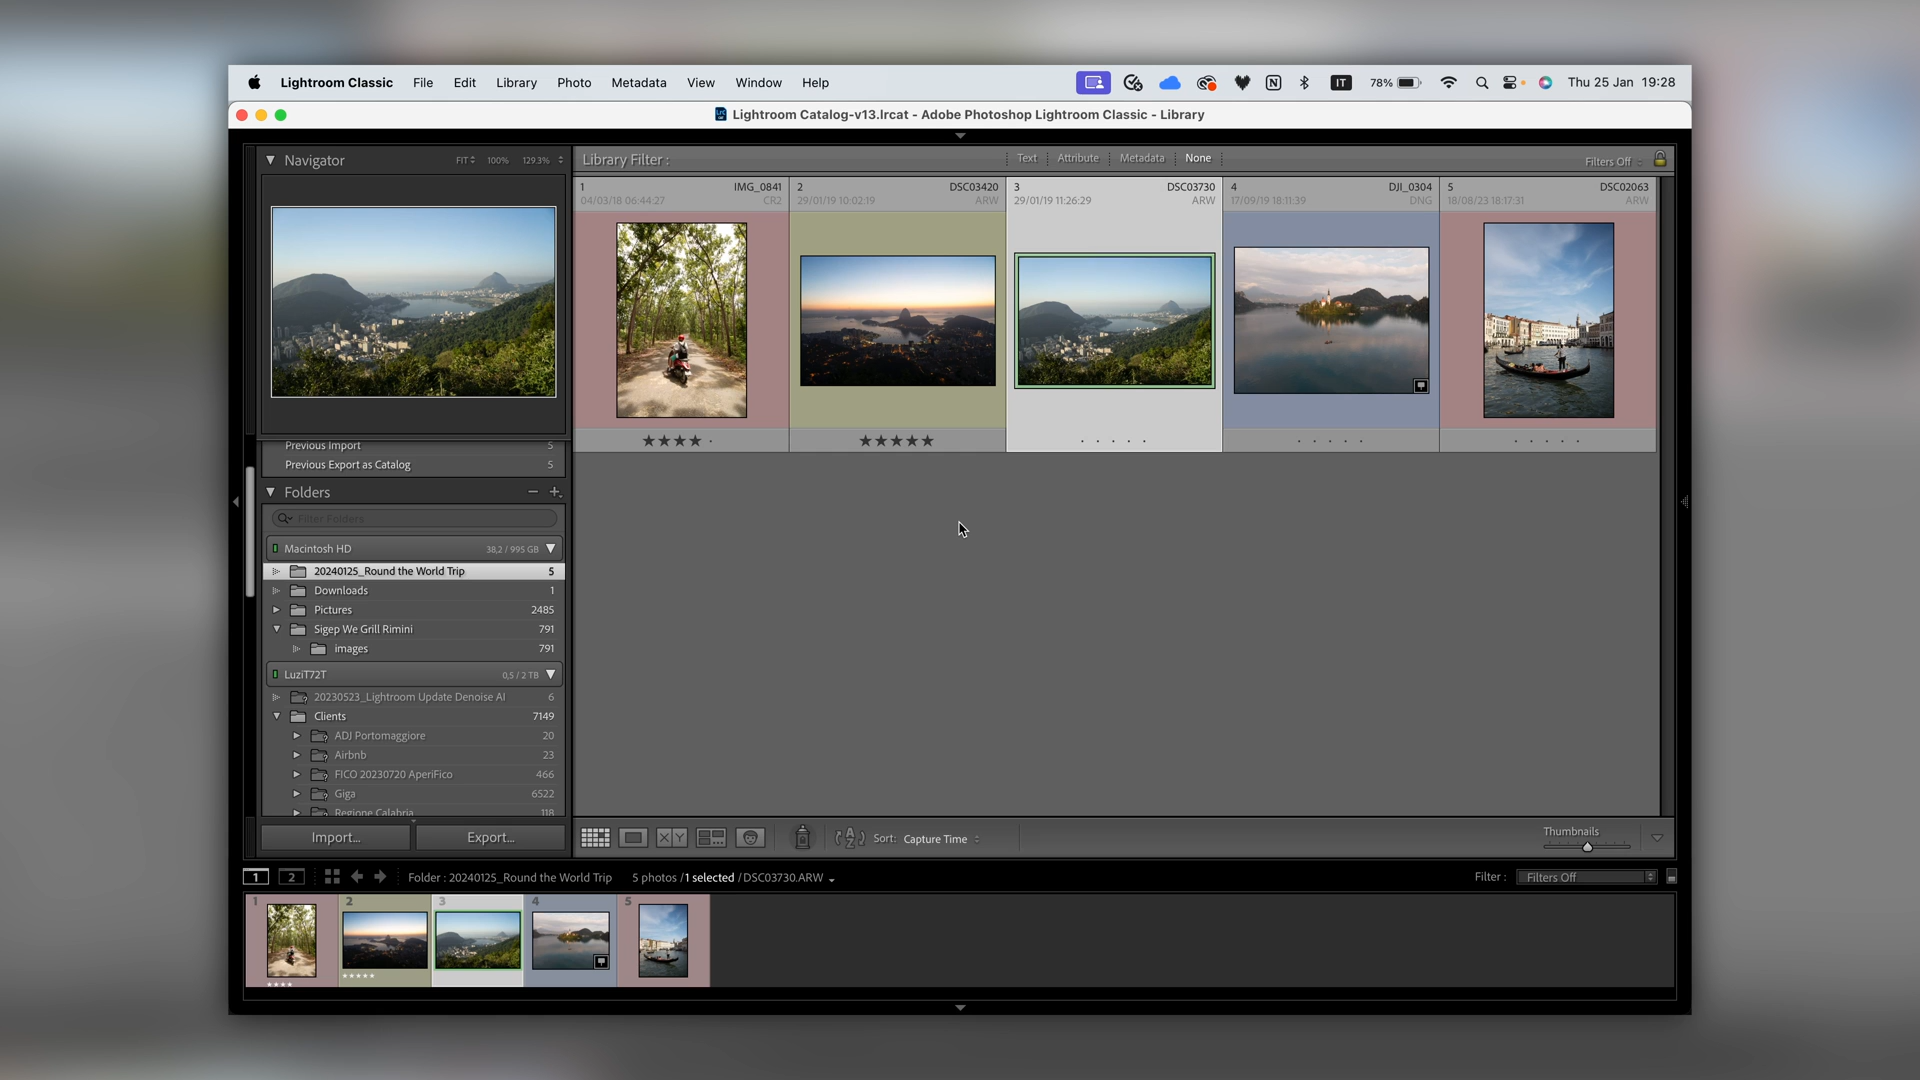 Lightroom Classic File Edit Library Photo Metadata View Window Help IT 78% Thu 25 Jan 19:28
Lightroom Catalog-v13.lrcat - Adobe Photoshop Lightroom Classic - Library
Navigator FIT 100% 129.3%
Library Filter : Text Attribute Metadata None Filters Off
1 IMG_0841
04/03/18 06:44:27 CR2
2 DSC03420
29/01/19 10:02:19 ARW
3 DSC03730
29/01/19 11:26:29 ARW
4 DJI_0304
17/09/19 18:11:39 DNG
5 DSC02063
18/08/23 18:17:31 ARW
Previous Import 5
Previous Export as Catalog 5
Folders
Filter Folders
Macintosh HD 38,2 / 995 GB
20240125_Round the World Trip 5
Downloads 1
Pictures 2485
Sigep We Grill Rimini 791
images 791
LuziT72T 0,5 / 2 TB
20230523_Lightroom Update Denoise AI 6
Clients 7149
ADJ Portomaggiore 20
Airbnb 23
FICO 20230720 AperiFico 466
Giga 6522
Regione Calabria 118
Import... Export...
X Y A Z Sort: Capture Time Thumbnails
1 2 Folder : 20240125_Round the World Trip 5 photos / 1 selected / DSC03730.ARW Filter : Filters Off
1 2 3 4 5